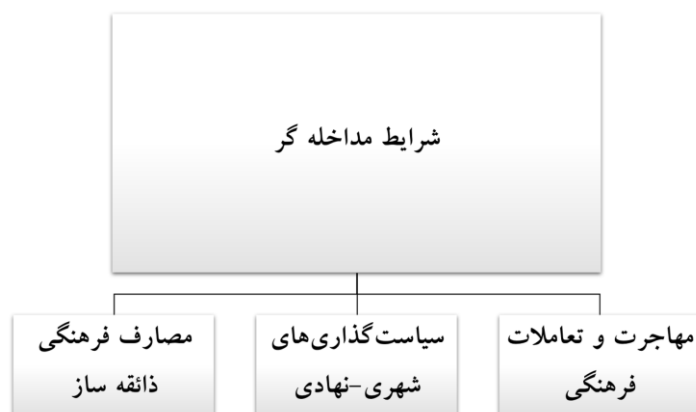 شرایط مداخله گر
مهاجرت و تعاملات
فرهنگی
سیاست‌گذاری‌های
شهری-نهادی
مصارف فرهنگی
ذائقه ساز